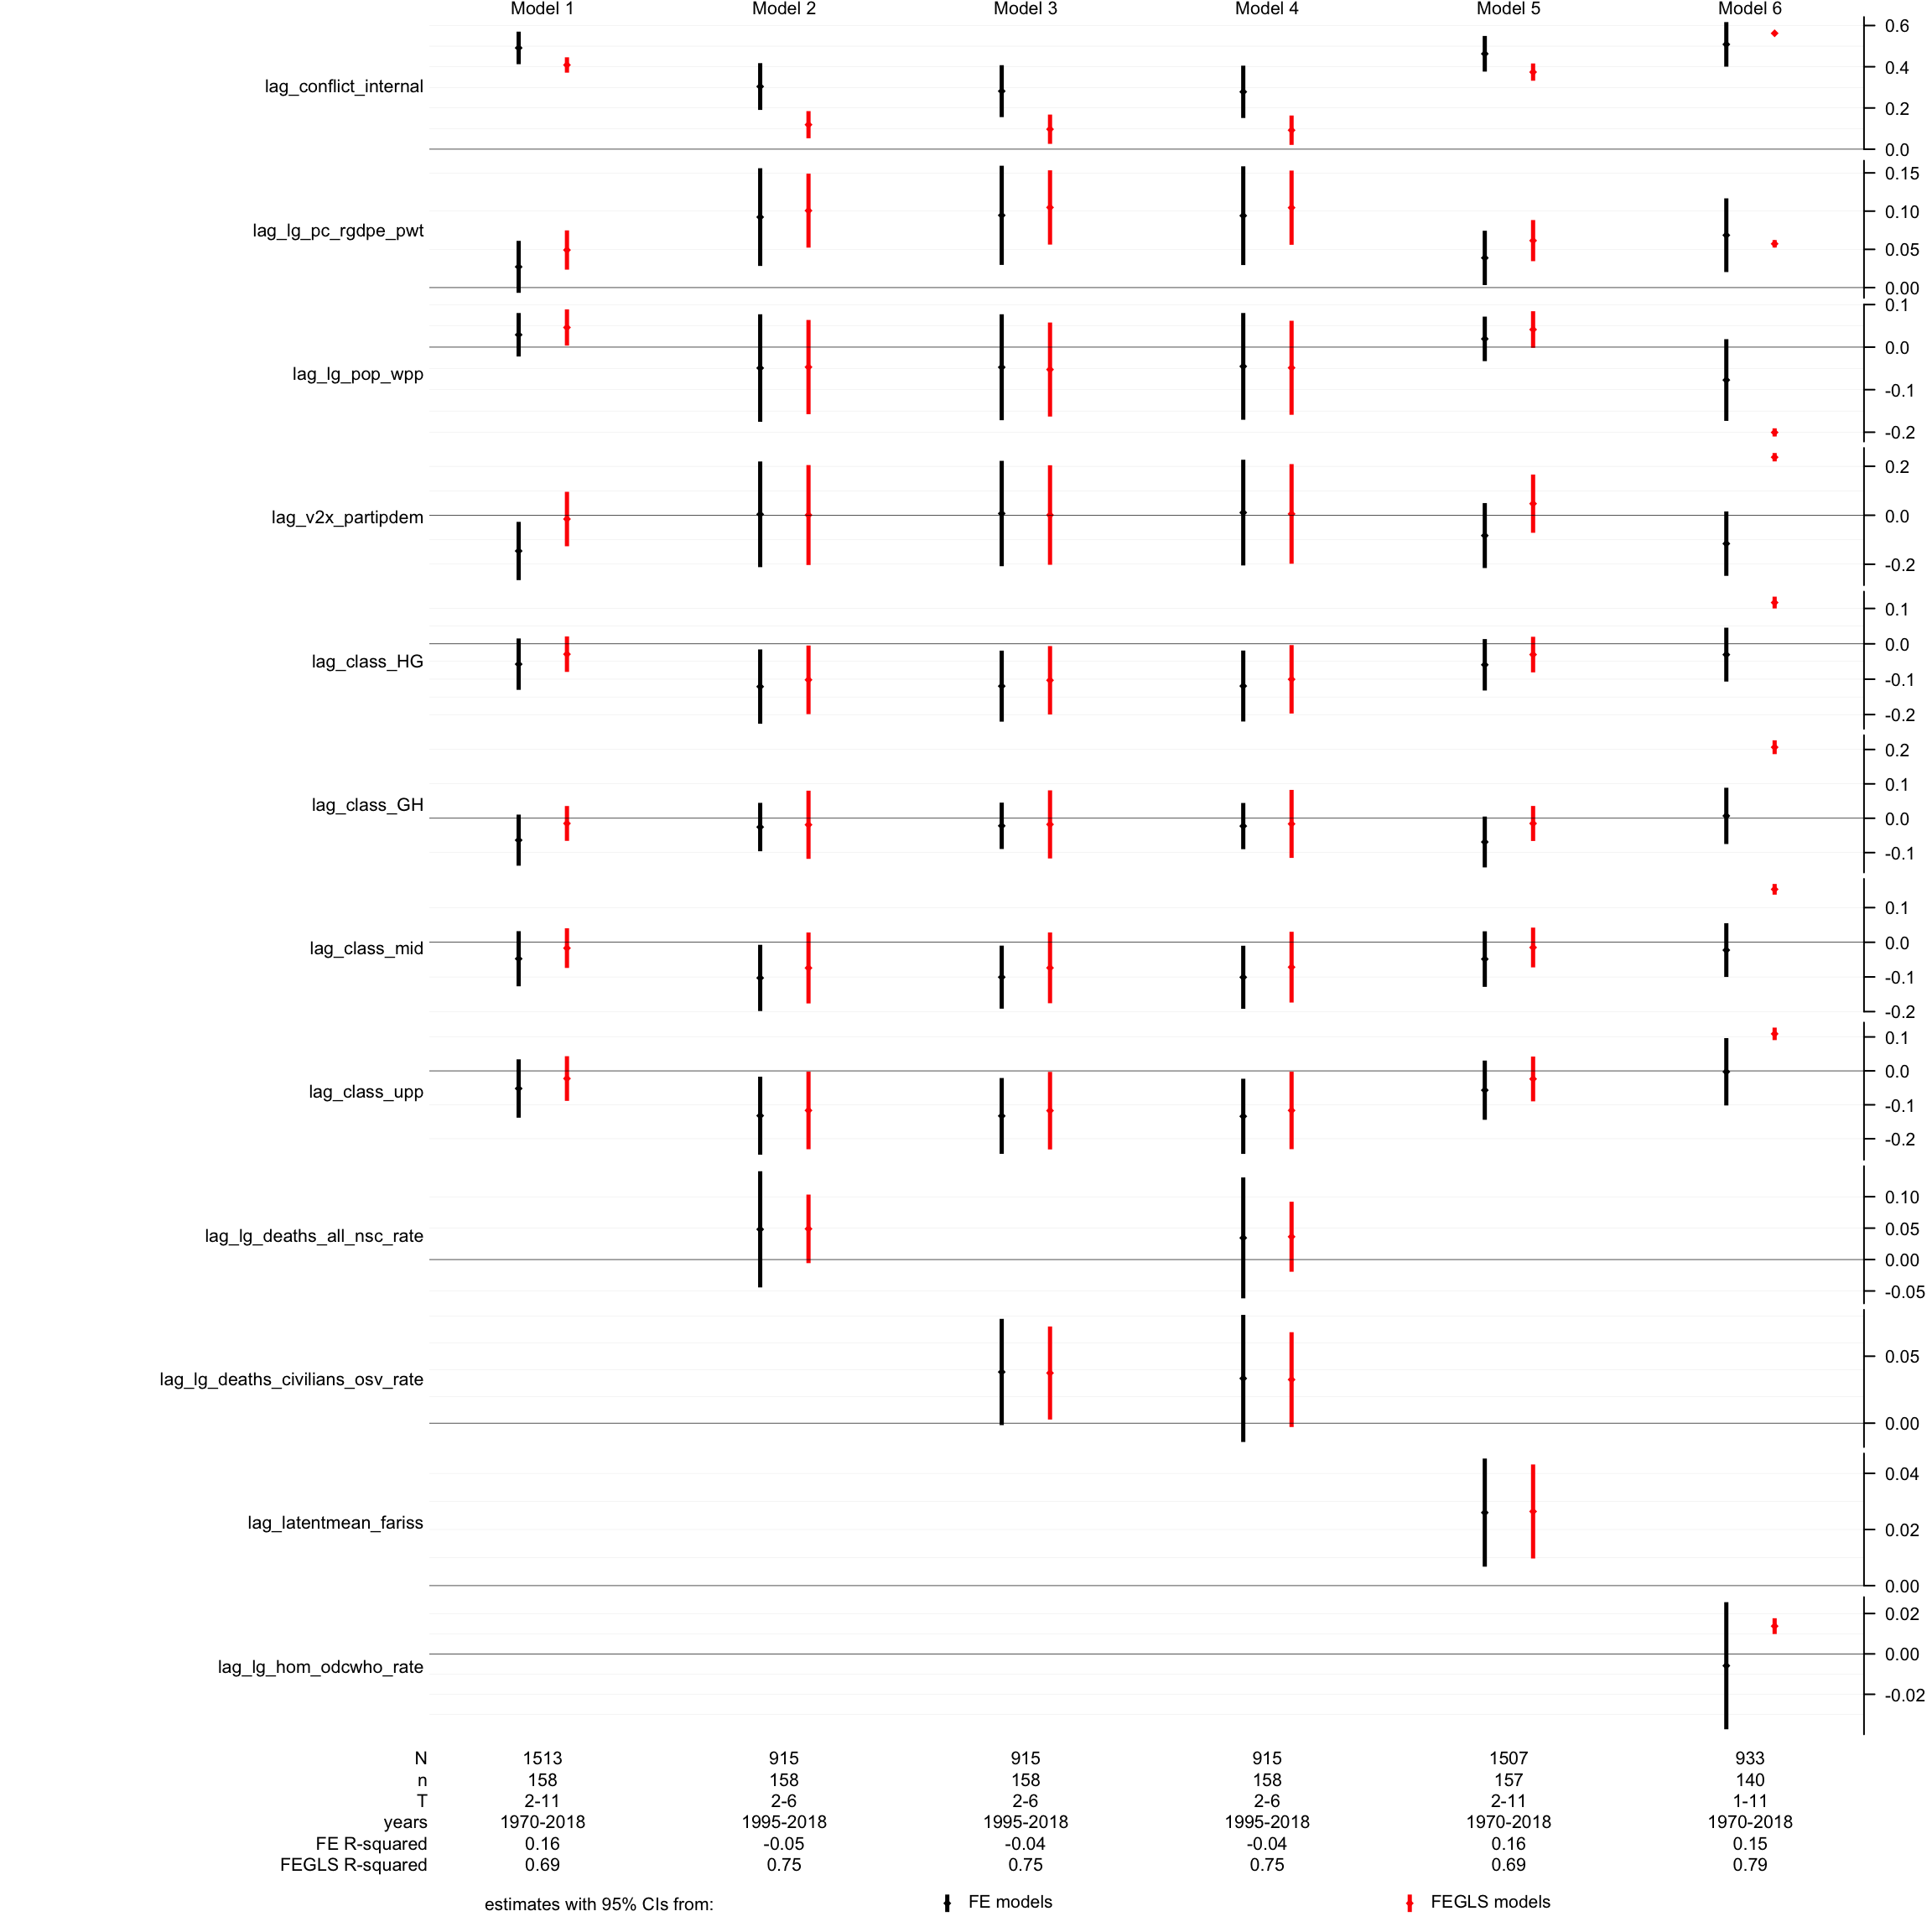 Model 1 Model 2 Model 3 Model 4 Model 5 Model 6
lag_conflict_internal
0.6
0.4
0.2
0.0
lag_lg_pc_rgdpe_pwt
0.15
0.10
0.05
0.00
lag_lg_pop_wpp
0.1
0.0
-0.1
-0.2
lag_v2x_partipdem
0.2
0.0
-0.2
lag_class_HG
0.1
0.0
-0.1
-0.2
lag_class_GH
0.2
0.1
0.0
-0.1
lag_class_mid
0.1
0.0
-0.1
-0.2
lag_class_upp
0.1
0.0
-0.1
-0.2
lag_lg_deaths_all_nsc_rate
0.10
0.05
0.00
-0.05
lag_lg_deaths_civilians_osv_rate
0.05
0.00
lag_latentmean_fariss
0.04
0.02
0.00
lag_lg_hom_odcwho_rate
0.02
0.00
-0.02
N 1513 915 915 915 1507 933
n 158 158 158 158 157 140
T 2-11 2-6 2-6 2-6 2-11 1-11
years 1970-2018 1995-2018 1995-2018 1995-2018 1970-2018 1970-2018
FE R-squared 0.16 -0.05 -0.04 -0.04 0.16 0.15
FEGLS R-squared 0.69 0.75 0.75 0.75 0.69 0.79
estimates with 95% CIs from: FE models FEGLS models